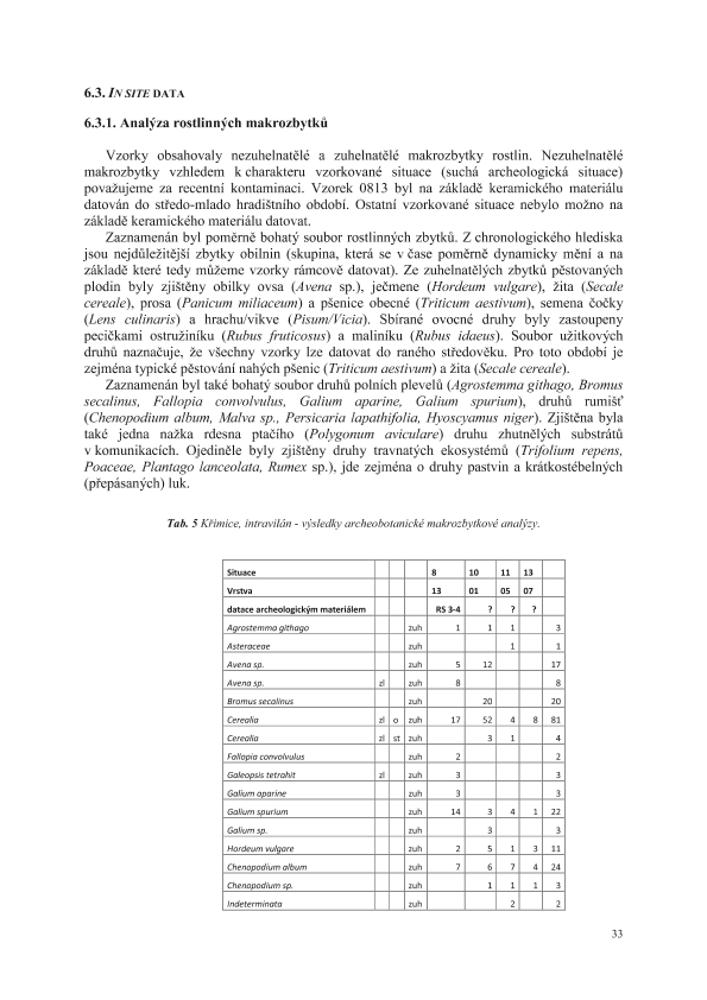 6.3. IN SITE DATA
6.3.1. Analýza rostlinných makrozbytků
Vzorky obsahovaly nezuhelnatělé a zuhelnatělé makrozbytky rostlin. Nezuhelnatělé
makrozbytky vzhledem k charakteru vzorkované situace (suchá archeologická situace)
považujeme za recentní kontaminaci. Vzorek 0813 byl na základě keramického materiálu
datován do středo-mlado hradištního období. Ostatní vzorkované situace nebylo možno na
základě keramického materiálu datovat.
Zaznamenán byl poměrně bohatý soubor rostlinných zbytků. Z chronologického hlediska
jsou nejdůležitější zbytky obilnin (skupina, která se v čase poměrně dynamicky mění a na
základě které tedy můžeme vzorky rámcově datovat). Ze zuhelnatělých zbytků pěstovaných
plodin byly zjištěny obilky ovsa (Avena sp.), ječmene (Hordeum vulgare), žita (Secale
cereale), prosa (Panicum miliaceum) a pšenice obecné (Triticum aestivum), semena čočky
(Lens culinaris) a hrachu/vikve (Pisum/Vicia). Sbírané ovocné druhy byly zastoupeny
pecičkami ostružiníku (Rubus fruticosus) a maliníku (Rubus idaeus). Soubor užitkových
druhů naznačuje, že všechny vzorky lze datovat do raného středověku. Pro toto období je
zejména typické pěstování nahých pšenic (Triticum aestivum) a žita (Secale cereale).
Zaznamenán byl také bohatý soubor druhů polních plevelů (Agrostemma githago, Bromus
secalinus, Fallopia convolvulus, Galium aparine, Galium spurium), druhů rumišť
(Chenopodium album, Malva sp., Persicaria lapathifolia, Hyoscyamus niger). Zjištěna byla
také jedna nažka rdesna ptačího (Polygonum aviculare) druhu zhutnělých substrátů
v komunikacích. Ojediněle byly zjištěny druhy travnatých ekosystémů (Trifolium repens,
Poaceae, Plantago lanceolata, Rumex sp.), jde zejména o druhy pastvin a krátkostébelných
(přepásaných) luk.
Tab. 5 Křimice, intravilán - výsledky archeobotanické makrozbytkové analýzy.
Situace 8 10 11 13
Vrstva 13 01 05 07
datace archeologickým materiálem RS 3-4 ? ? ?
Agrostemma githago zuh 1 1 1 3
Asteraceae zuh 1 1
Avena sp. zuh 5 12 17
Avena sp. zl zuh 8 8
Bromus secalinus zuh 20 20
Cerealia zl o zuh 17 52 4 8 81
Cerealia zl st zuh 3 1 4
Fallopia convolvulus zuh 2 2
Galeopsis tetrahit zl zuh 3 3
Galium aparine zuh 3 3
Galium spurium zuh 14 3 4 1 22
Galium sp. zuh 3 3
Hordeum vulgare zuh 2 5 1 3 11
Chenopodium album zuh 7 6 7 4 24
Chenopodium sp. zuh 1 1 1 3
Indeterminata zuh 2 2
33